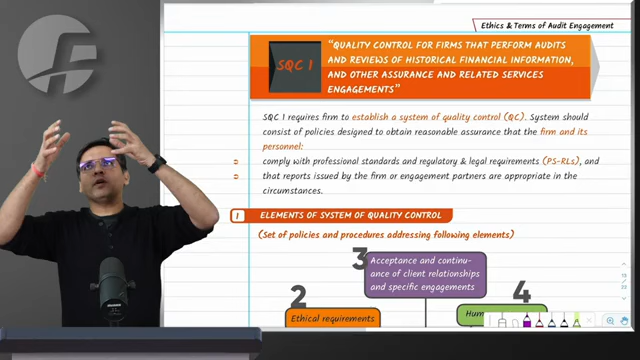 Ethics & Terms of Audit Engagement
SQC 1
"QUALITY CONTROL FOR FIRMS THAT PERFORM AUDITS
AND REVIEWS OF HISTORICAL FINANCIAL INFORMATION,
AND OTHER ASSURANCE AND RELATED SERVICES
ENGAGEMENTS"
SQC 1 requires firm to establish a system of quality control (QC). System should
consist of policies designed to obtain reasonable assurance that the firm and its
personnel:
comply with professional standards and regulatory & legal requirements (PS-RLs), and
that reports issued by the firm or engagement partners are appropriate in the
circumstances.
1 ELEMENTS OF SYSTEM OF QUALITY CONTROL
(Set of policies and procedures addressing following elements)
3
Acceptance and continu-
ance of client relationships
and specific engagements
2
Ethical requirements
4